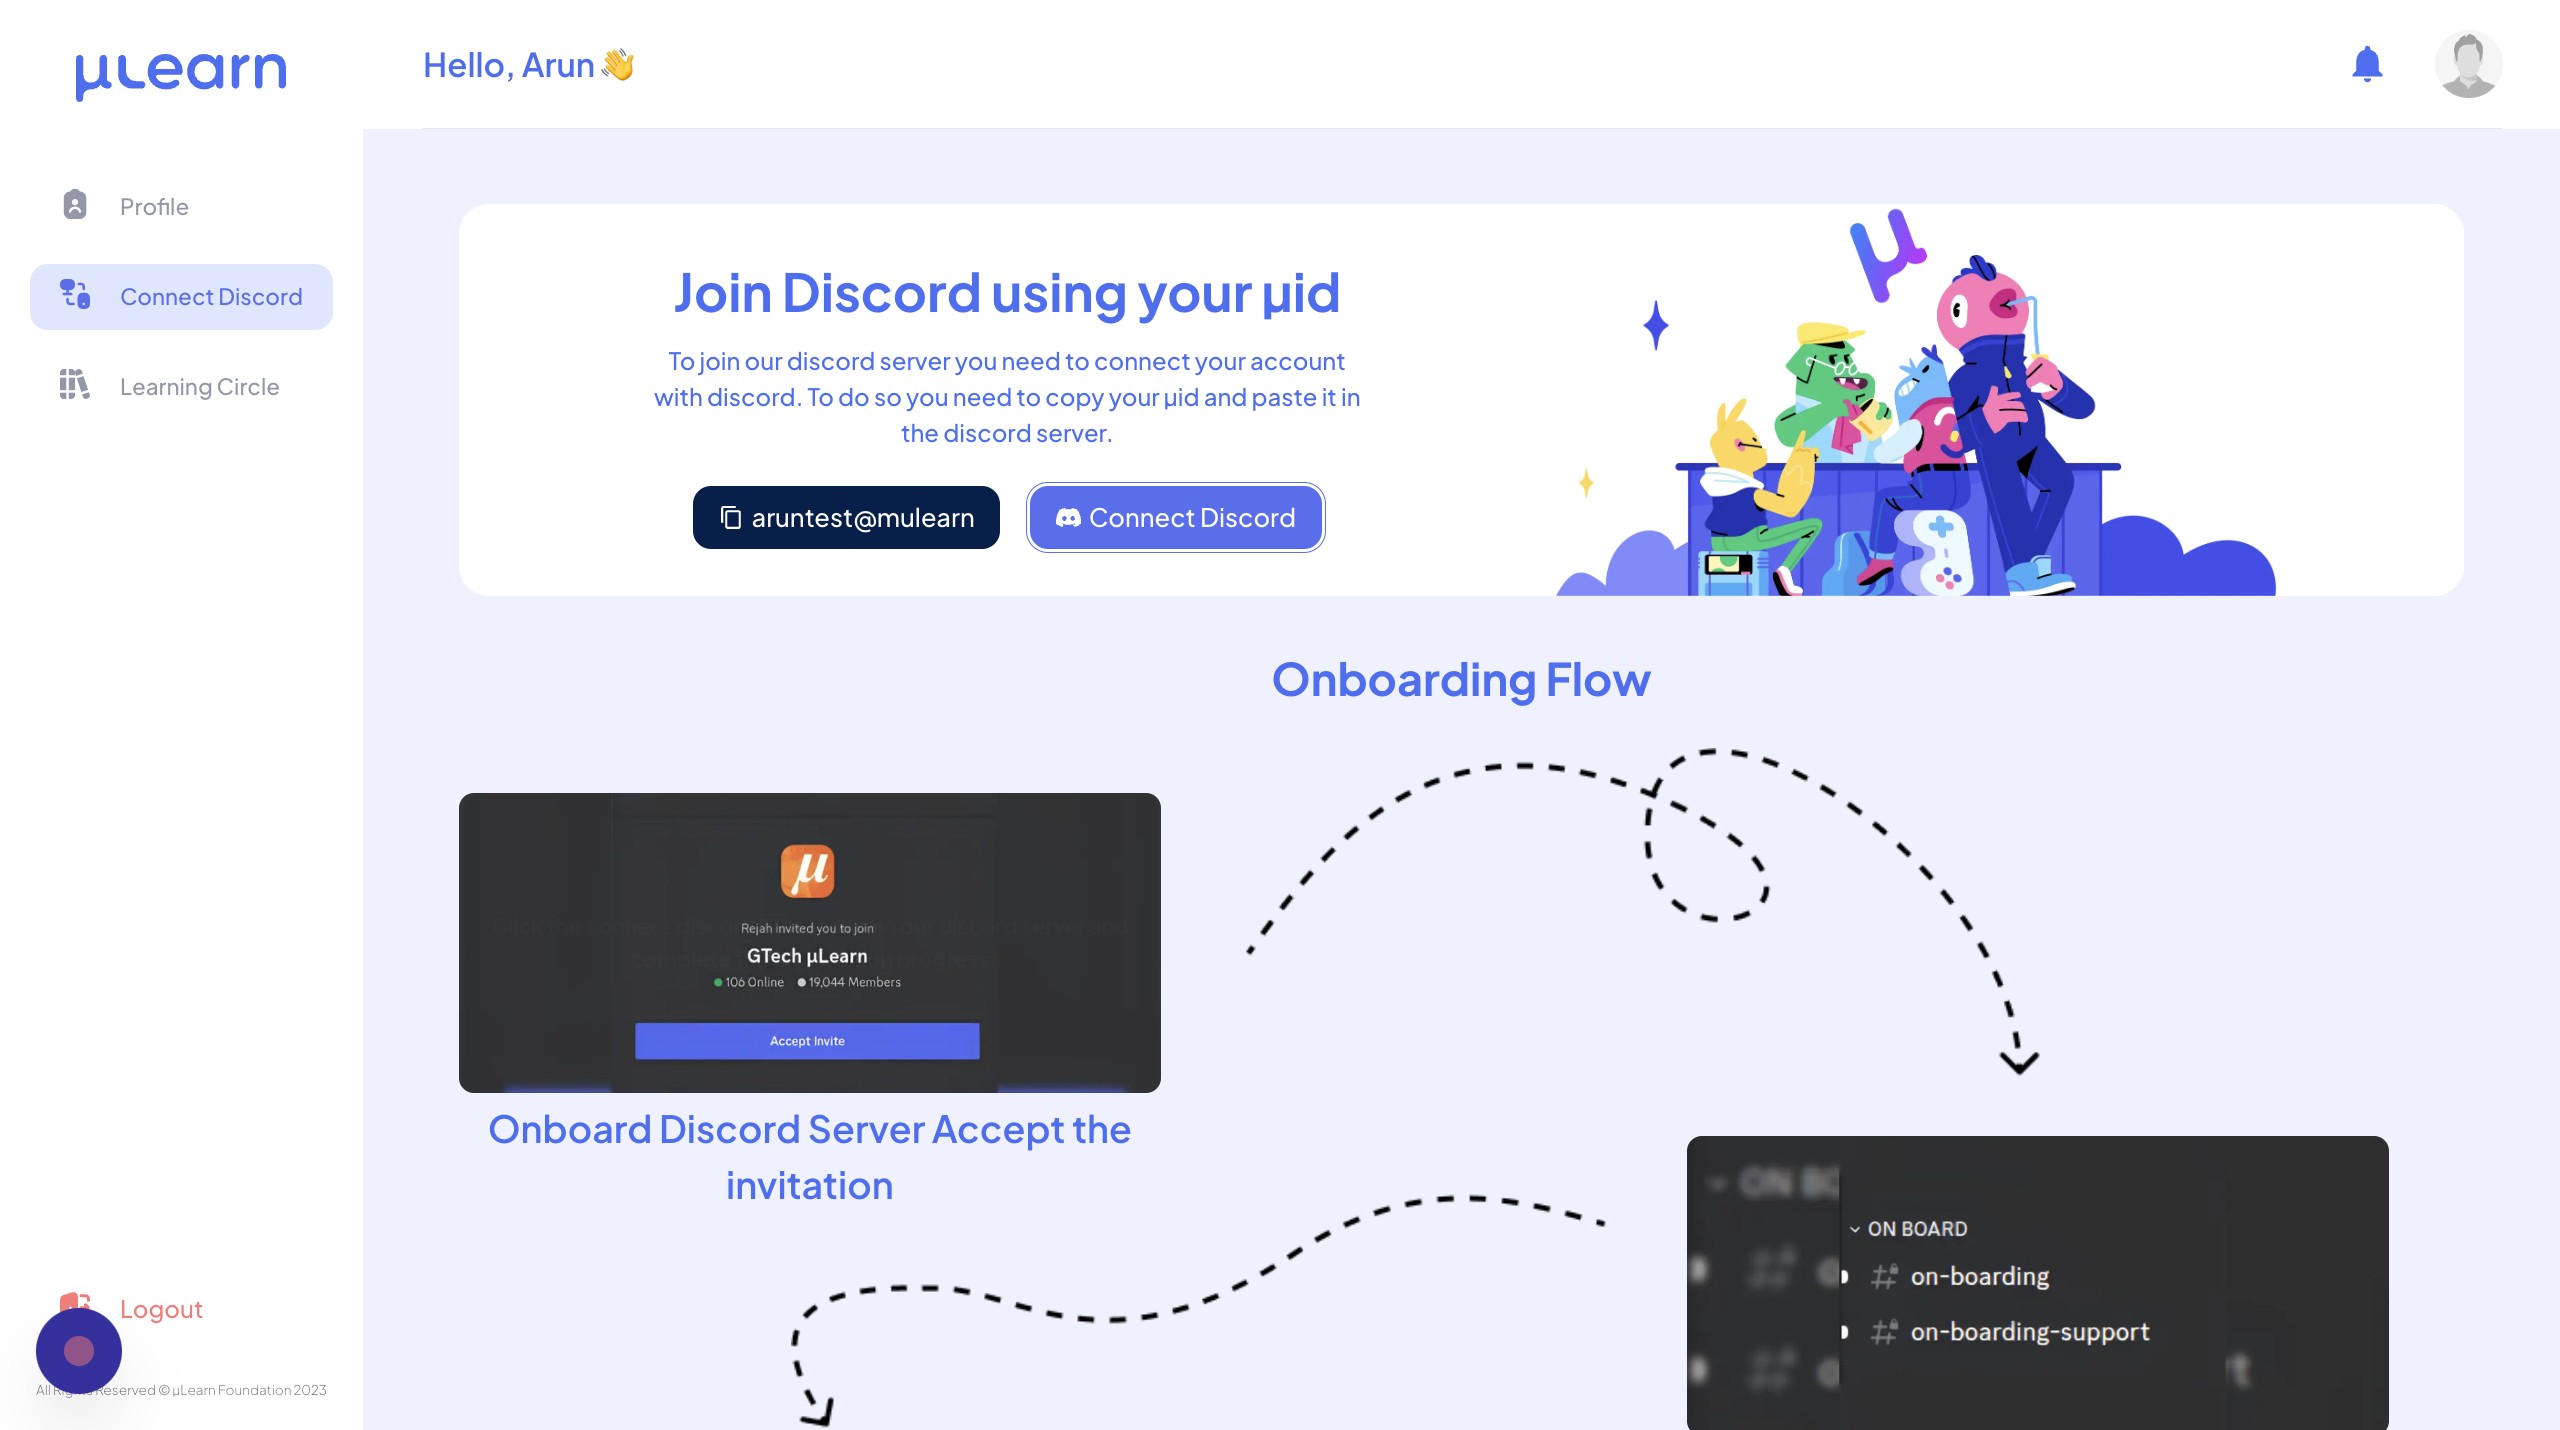 µLearn
Hello, Arun 👋
Profile
Connect Discord
Learning Circle
Join Discord using your µid
To join our discord server you need to connect your account
with discord. To do so you need to copy your µid and paste it in
the discord server.
aruntest@mulearn
Connect Discord
Onboarding Flow
µ
Rejah invited you to join
GTech µLearn
106 Online 19,044 Members
Accept Invite
Onboard Discord Server Accept the
invitation
ON BOARD
# on-boarding
# on-boarding-support
Logout
All Rights Reserved © µLearn Foundation 2023